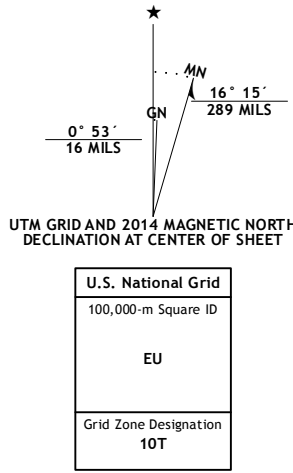 ★
MN
GN
16° 15´
289 MILS
0° 53´
16 MILS
UTM GRID AND 2014 MAGNETIC NORTH
DECLINATION AT CENTER OF SHEET
U.S. National Grid
100,000-m Square ID
EU
Grid Zone Designation
10T